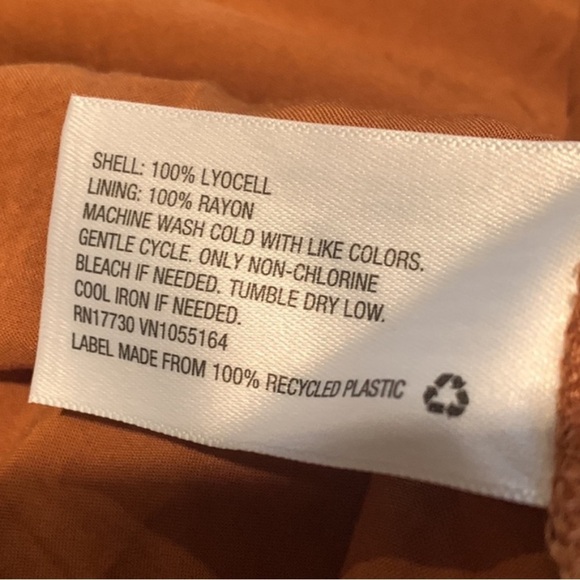 SHELL: 100% LYOCELL
LINING: 100% RAYON
MACHINE WASH COLD WITH LIKE COLORS.
GENTLE CYCLE. ONLY NON-CHLORINE
BLEACH IF NEEDED. TUMBLE DRY LOW.
COOL IRON IF NEEDED.
RN17730 VN1055164
LABEL MADE FROM 100% RECYCLED PLASTIC